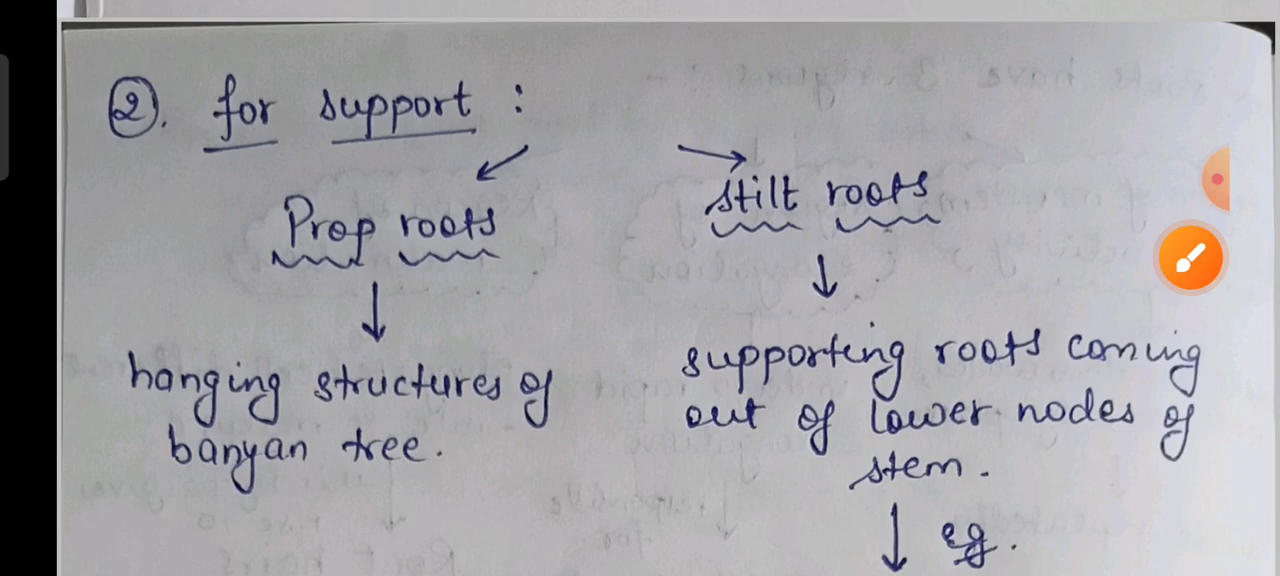 ②. for support :
Prop roots
stilt roots
hanging structures of
banyan tree.
supporting roots coming
out of lower nodes of
stem.
eg.